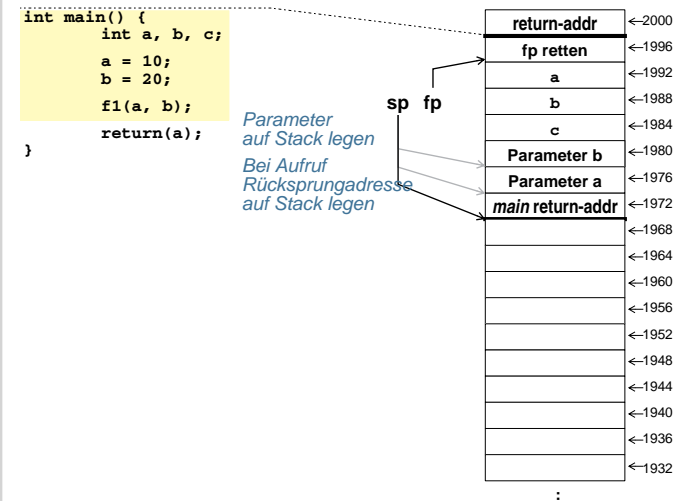 int main() {
int a, b, c;
a = 10;
b = 20;
f1(a, b);
return(a);
}
Parameter
auf Stack legen
Bei Aufruf
Rücksprungadresse
auf Stack legen
sp fp
return-addr
fp retten
a
b
c
Parameter b
Parameter a
main return-addr
2000
1996
1992
1988
1984
1980
1976
1972
1968
1964
1960
1956
1952
1948
1944
1940
1936
1932
: